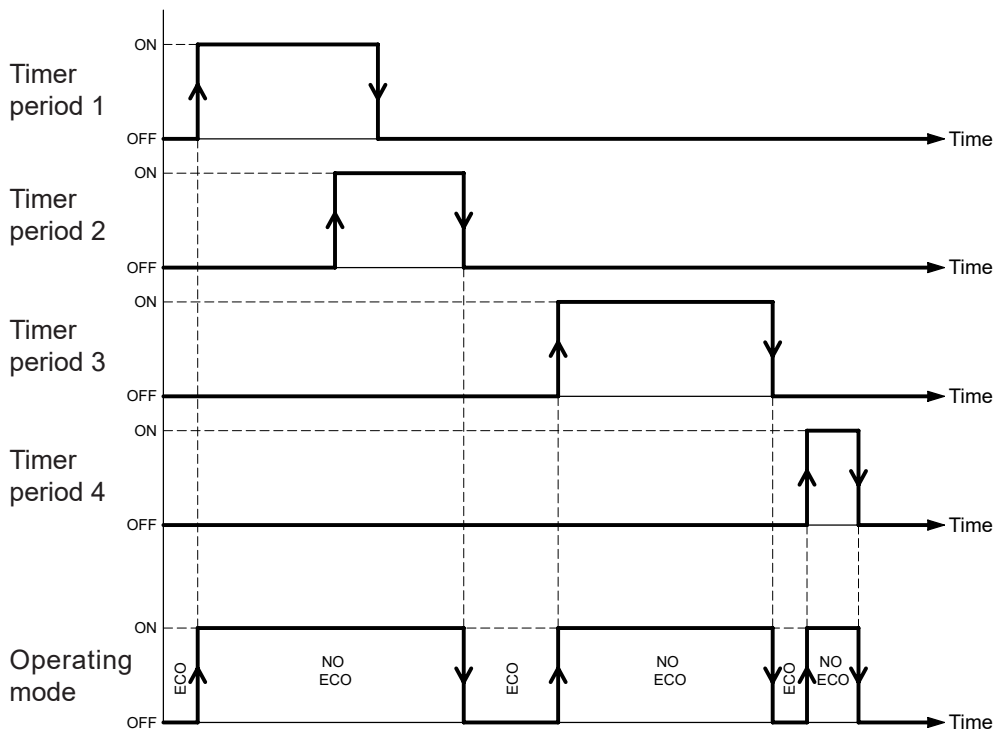 ON
Timer
period 1
OFF
Time
ON
Timer
period 2
OFF
Time
ON
Timer
period 3
OFF
Time
ON
Timer
period 4
OFF
Time
ON
Operating
mode
ECO
NO
ECO
ECO
NO
ECO
ECO
NO
ECO
OFF
Time